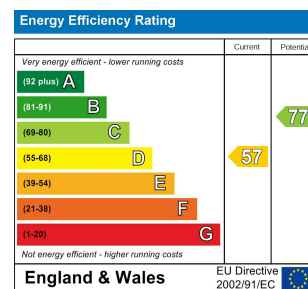 Energy Efficiency Rating
Current Potentia
Very energy efficient - lower running costs
(92 plus) A
(81-91) B
77
(69-80) C
(55-68) D
57
(39-54) E
(21-38) F
(1-20) G
Not energy efficient - higher running costs
England & Wales
EU Directive
2002/91/EC